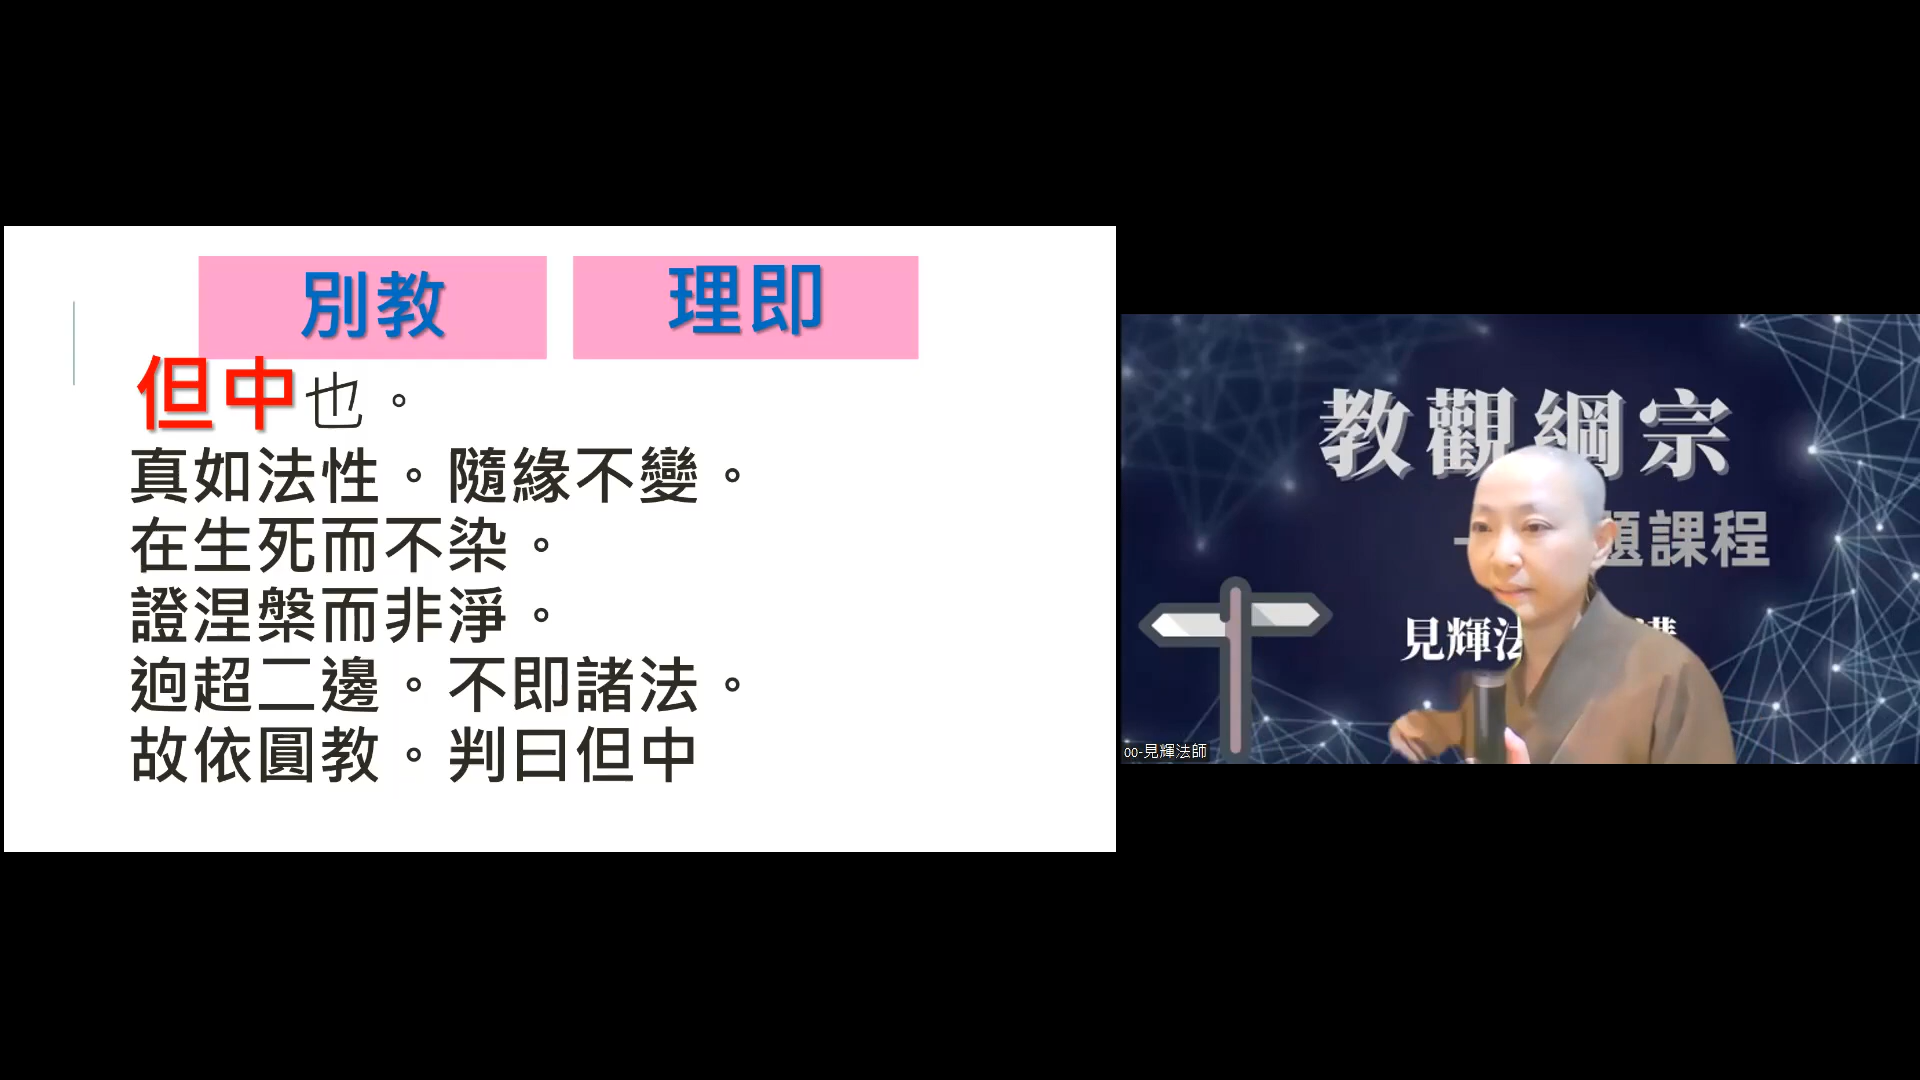 別教 理即
但中也。
真如法性。隨緣不變。
在生死而不染。
證涅槃而非淨。
迥超二邊。不即諸法。
故依圓教。判曰但中
教觀綱宗
題課程
見輝法
oo-見輝法師